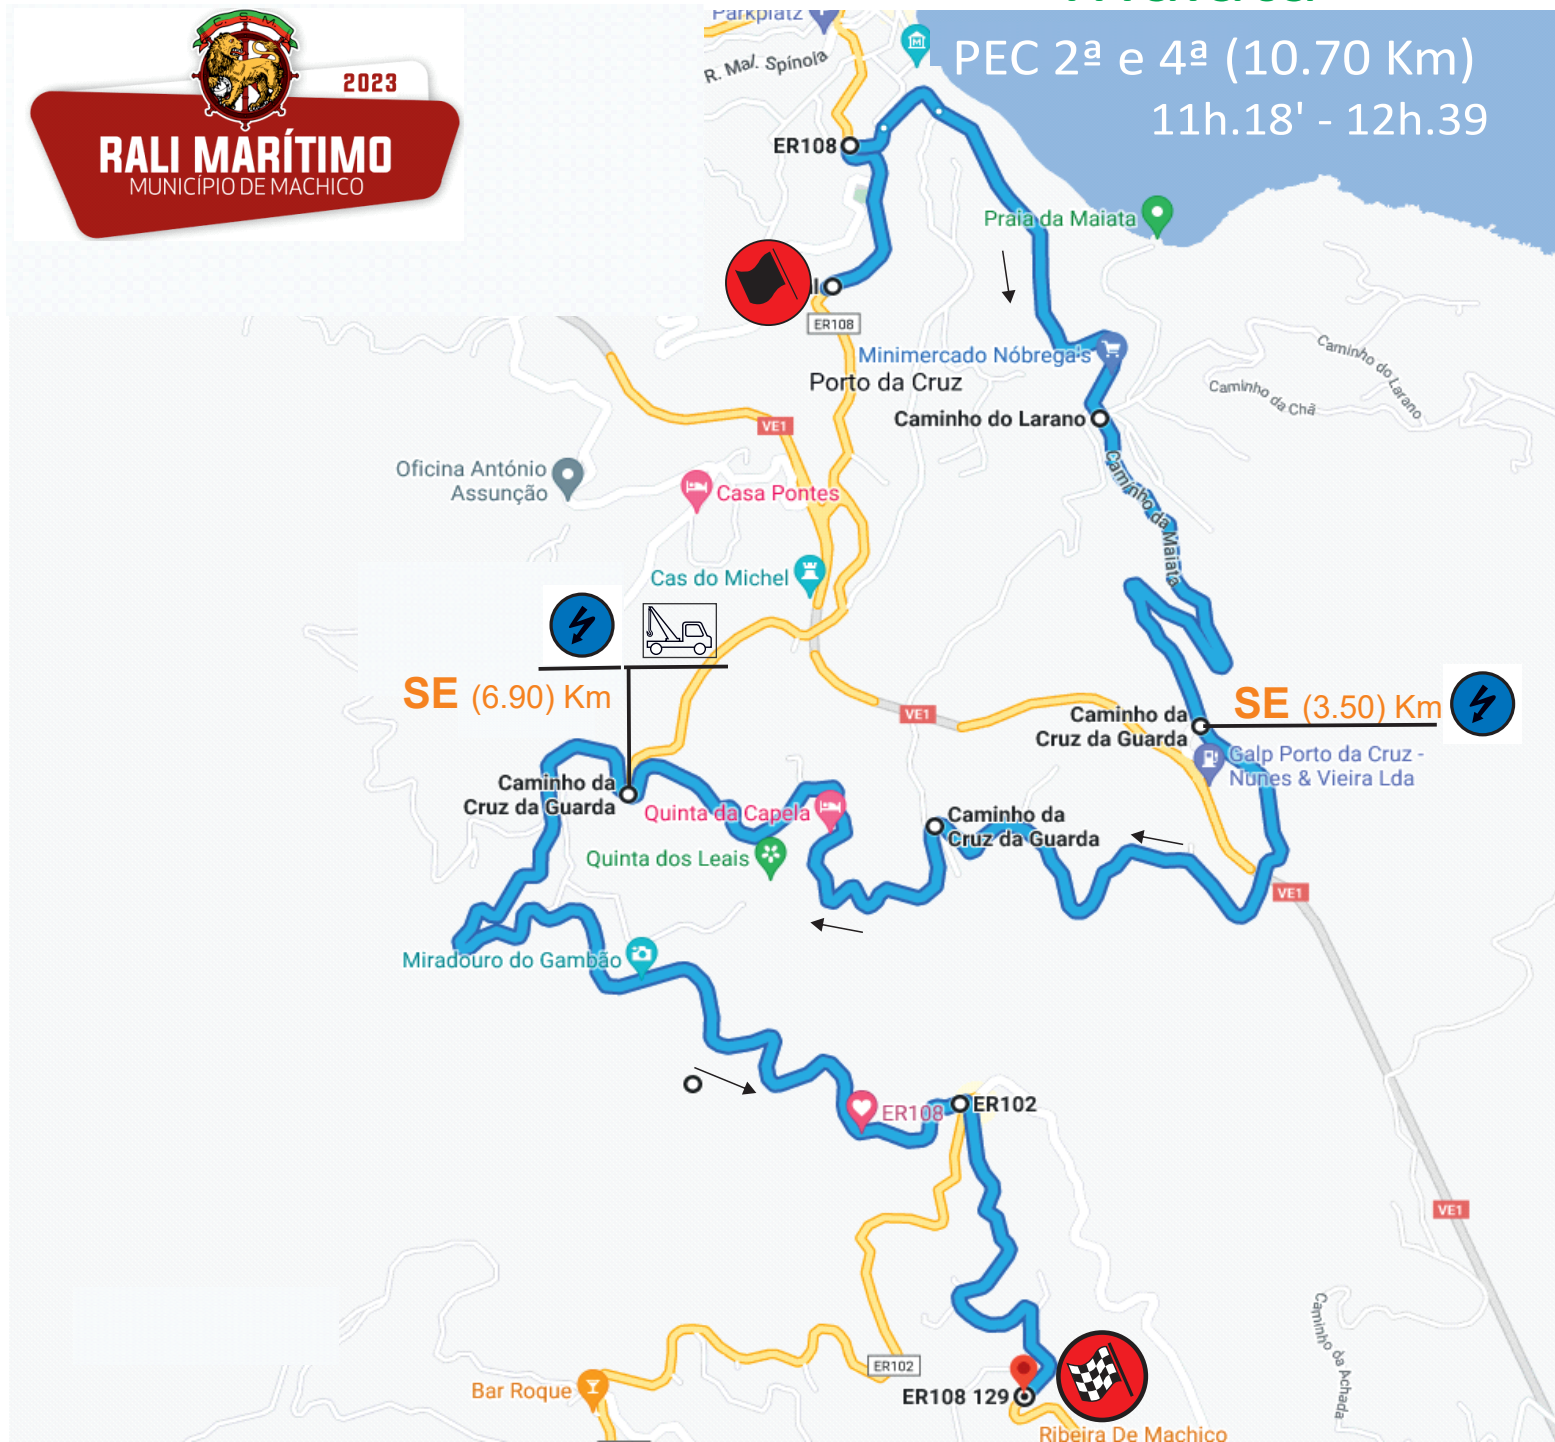 C. S. M.
2023
RALI MARÍTIMO
MUNICÍPIO DE MACHICO
Parkplatz
R. Mal. Spínola
PEC 2ª e 4ª (10.70 Km)
11h.18' - 12h.39
ER108
Praia da Maiata
ER108
Minimercado Nóbrega's
Porto da Cruz
Caminho do Larano
Caminho da Chã
Caminho do Larano
VE1
Oficina António
Assunção
Casa Pontes
Caminho da Maiata
Cas do Michel
SE (6.90) Km
SE (3.50) Km
VE1
Caminho da
Cruz da Guarda
Galp Porto da Cruz -
Nunes & Vieira Lda
Caminho da
Cruz da Guarda
Quinta da Capela
Caminho da
Cruz da Guarda
Quinta dos Leais
VE1
Miradouro do Gambão
ER108
ER102
VE1
Caminho da Achada
ER102
Bar Roque
ER108 129
Ribeira De Machico